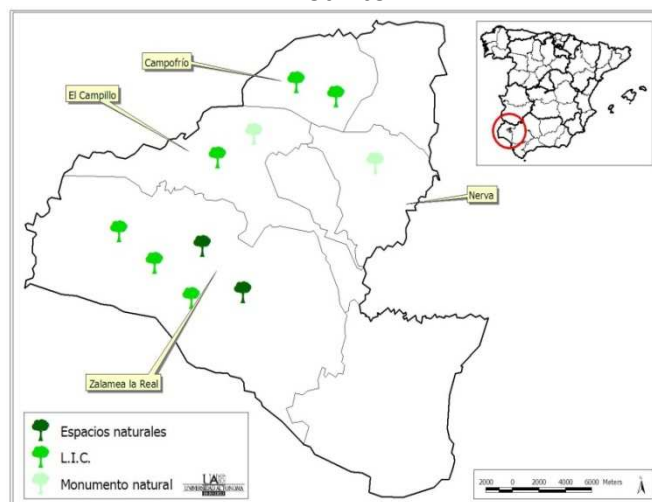 Campofrío
El Campillo
Nerva
Zalamea la Real
Espacios naturales
L.I.C.
Monumento natural
2000 0 2000 4000 6000 Meters